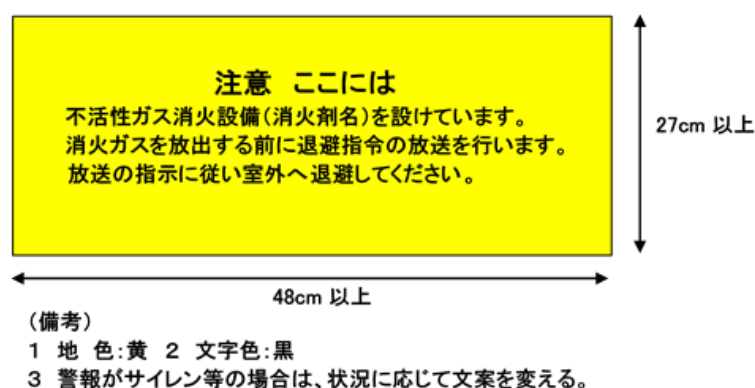 注意 ここには
不活性ガス消火設備(消火剤名)を設けています。
消火ガスを放出する前に退避指令の放送を行います。
放送の指示に従い室外へ退避してください。
27cm 以上
48cm 以上
(備考)
1 地 色:黄 2 文字色:黒
3 警報がサイレン等の場合は、状況に応じて文案を変える。